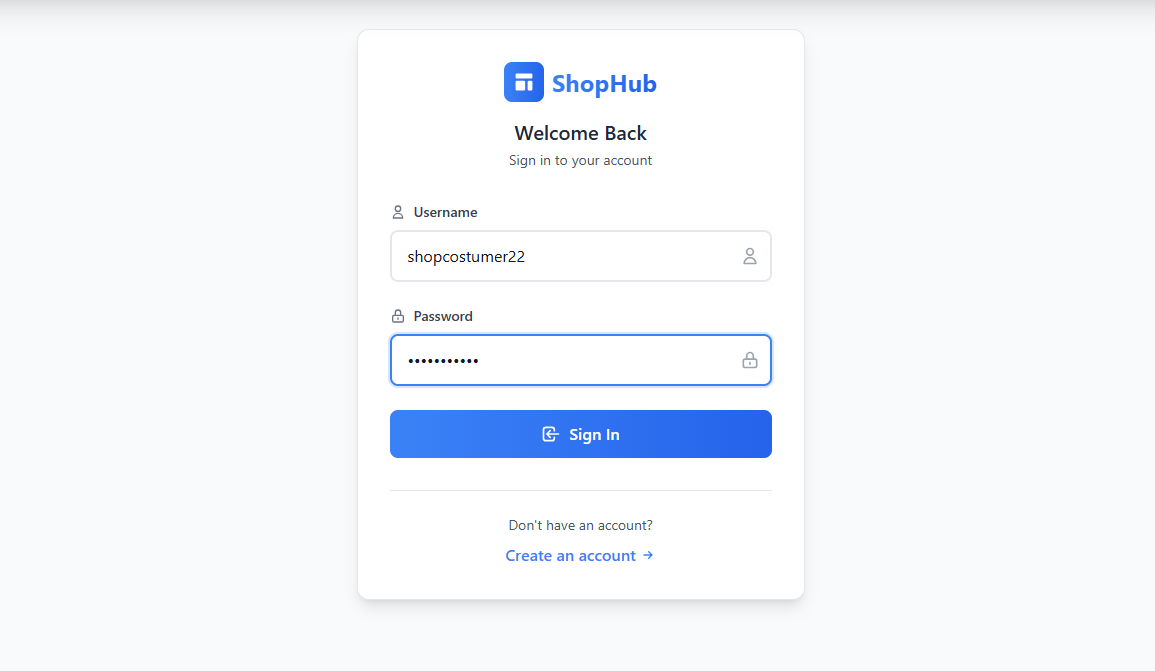 ShopHub
Welcome Back
Sign in to your account
Username
shopcostumer22
Password
•••••••••••
Sign In
Don't have an account?
Create an account →